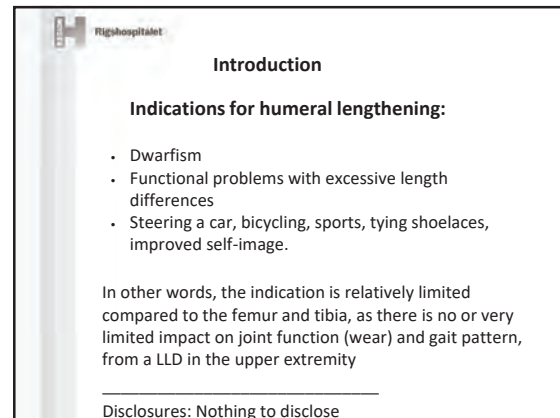 Rigshospitalet
Introduction
Indications for humeral lengthening:
• Dwarfism
• Functional problems with excessive length
differences
• Steering a car, bicycling, sports, tying shoelaces,
improved self-image.
In other words, the indication is relatively limited
compared to the femur and tibia, as there is no or very
limited impact on joint function (wear) and gait pattern,
from a LLD in the upper extremity
Disclosures: Nothing to disclose